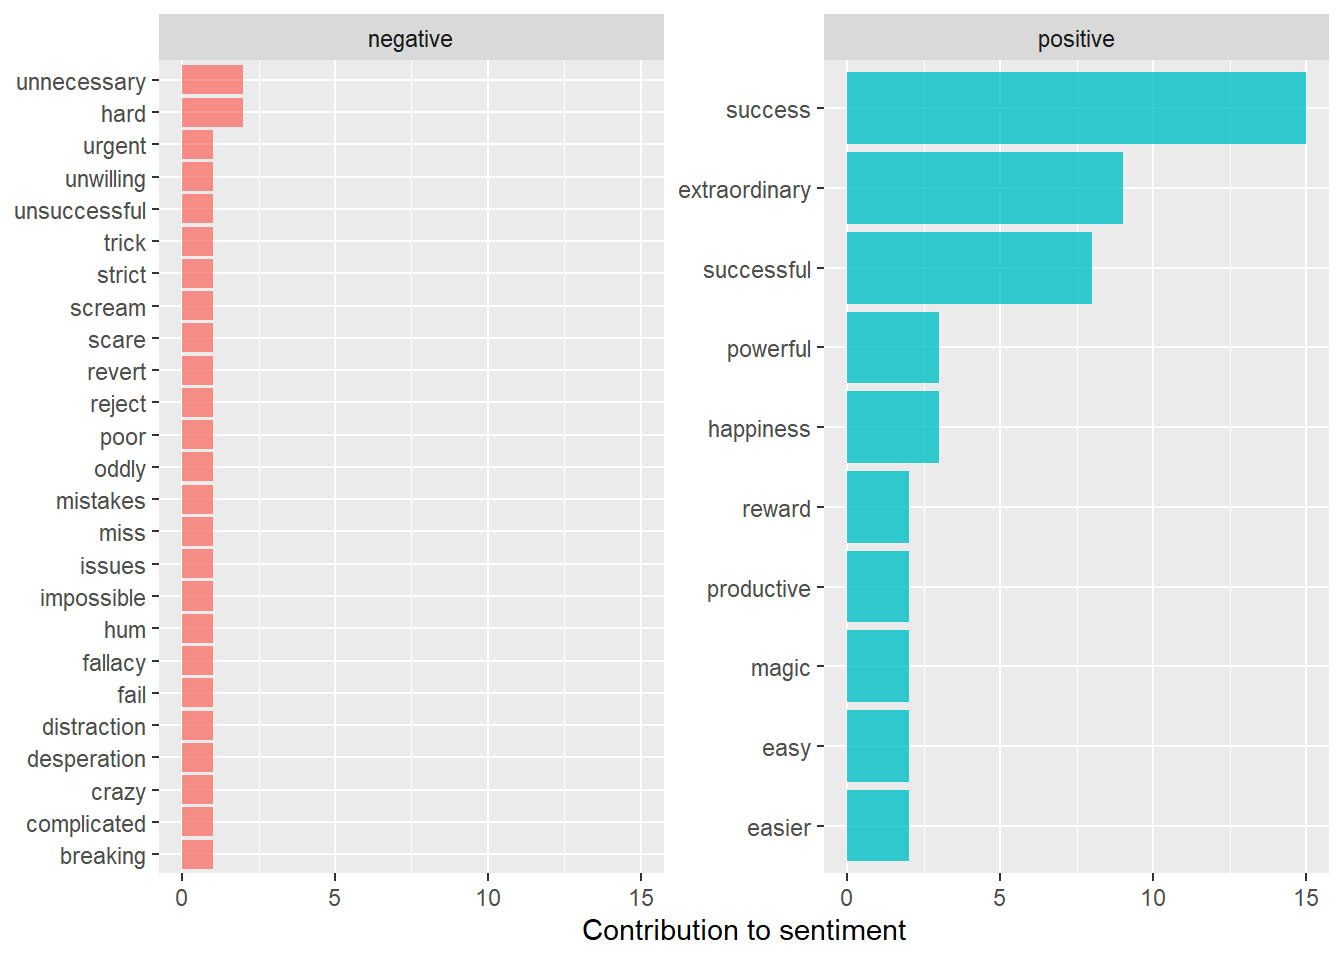 negative
unnecessary
hard
urgent
unwilling
unsuccessful
trick
strict
scream
scare
revert
reject
poor
oddly
mistakes
miss
issues
impossible
hum
fallacy
fail
distraction
desperation
crazy
complicated
breaking
0 5 10 15
positive
success
extraordinary
successful
powerful
happiness
reward
productive
magic
easy
easier
0 5 10 15
Contribution to sentiment